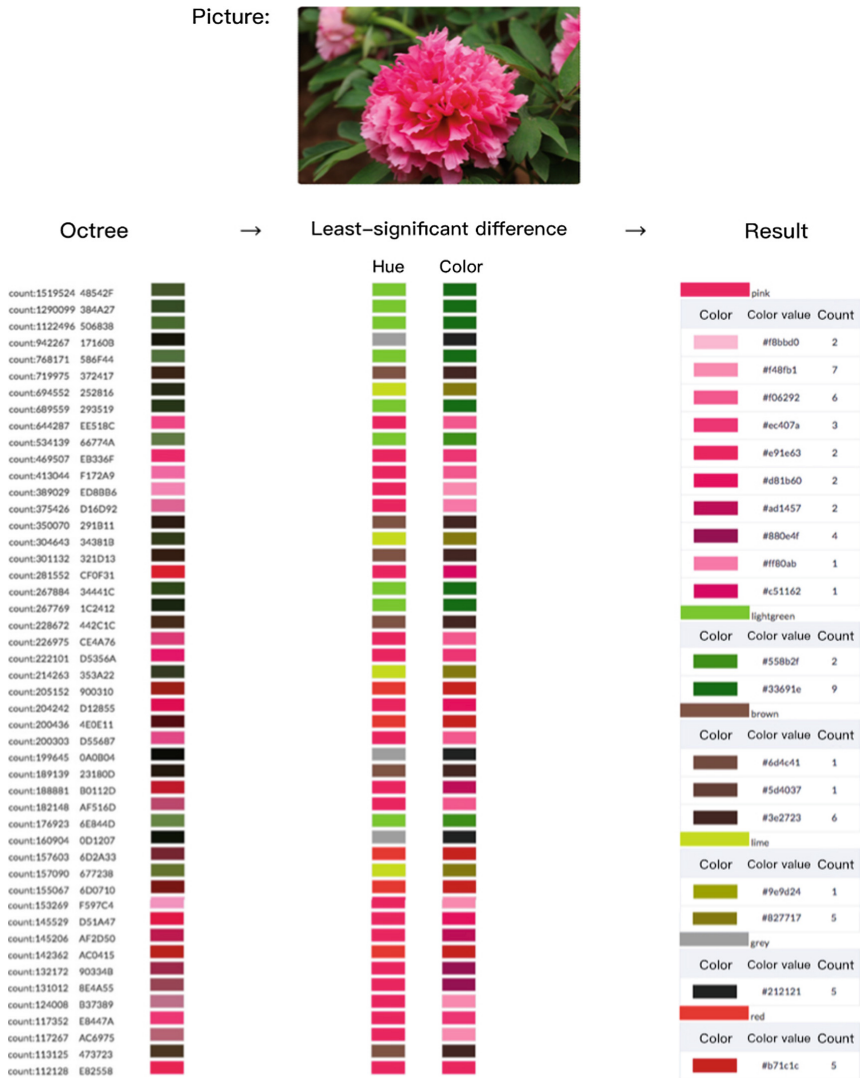 Picture:
Octree → Least-significant difference → Result
Hue Color
count:1519524 48542F
count:1290099 384A27
count:1122496 506838
count:942267 17160B
count:768171 586F44
count:719975 372417
count:694552 252816
count:689559 293519
count:644287 EE518C
count:534139 66774A
count:469507 EB336F
count:413044 F172A9
count:389029 ED8BB6
count:375426 D16D92
count:350070 291B11
count:304643 34381B
count:301132 321D13
count:281552 CF0F31
count:267884 34441C
count:267769 1C2412
count:228672 442C1C
count:226975 CE4A76
count:222101 D5356A
count:214263 353A22
count:205152 900310
count:204242 D12855
count:200436 4E0E11
count:200303 D55687
count:199645 0A0B04
count:189139 23180D
count:188881 B0112D
count:182148 AF516D
count:176923 6E844D
count:160904 0D1207
count:157603 6D2A33
count:157090 677238
count:155067 6D0710
count:153269 F597C4
count:145529 D51A47
count:145206 AF2D50
count:142362 AC0415
count:132172 90334B
count:131012 8E4A55
count:124008 B37389
count:117352 E8447A
count:117267 AC6975
count:113125 473723
count:112128 E82558
pink
Color Color value Count
#f8bbd0 2
#f48fb1 7
#f06292 6
#ec407a 3
#e91e63 2
#d81b60 2
#ad1457 2
#880e4f 4
#ff80ab 1
#c51162 1
lightgreen
Color Color value Count
#558b2f 2
#33691e 9
brown
Color Color value Count
#6d4c41 1
#5d4037 1
#3e2723 6
lime
Color Color value Count
#9e9d24 1
#827717 5
grey
Color Color value Count
#212121 5
red
Color Color value Count
#b71c1c 5